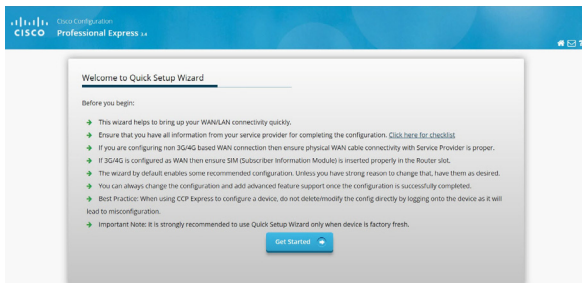 Cisco Configuration
CISCO Professional Express 3.4
Welcome to Quick Setup Wizard
Before you begin:
This wizard helps to bring up your WAN/LAN connectivity quickly.
Ensure that you have all information from your service provider for completing the configuration. Click here for checklist
If you are configuring non 3G/4G based WAN connection then ensure physical WAN cable connectivity with Service Provider is proper.
If 3G/4G is configured as WAN then ensure SIM (Subscriber Information Module) is inserted properly in the Router slot.
The wizard by default enables some recommended configuration. Unless you have strong reason to change that, have them as desired.
You can always change the configuration and add advanced feature support once the configuration is successfully completed.
Best Practice: When using CCP Express to configure a device, do not delete/modify the config directly by logging onto the device as it will
lead to misconfiguration.
Important Note: It is strongly recommended to use Quick Setup Wizard only when device is factory fresh.
Get Started